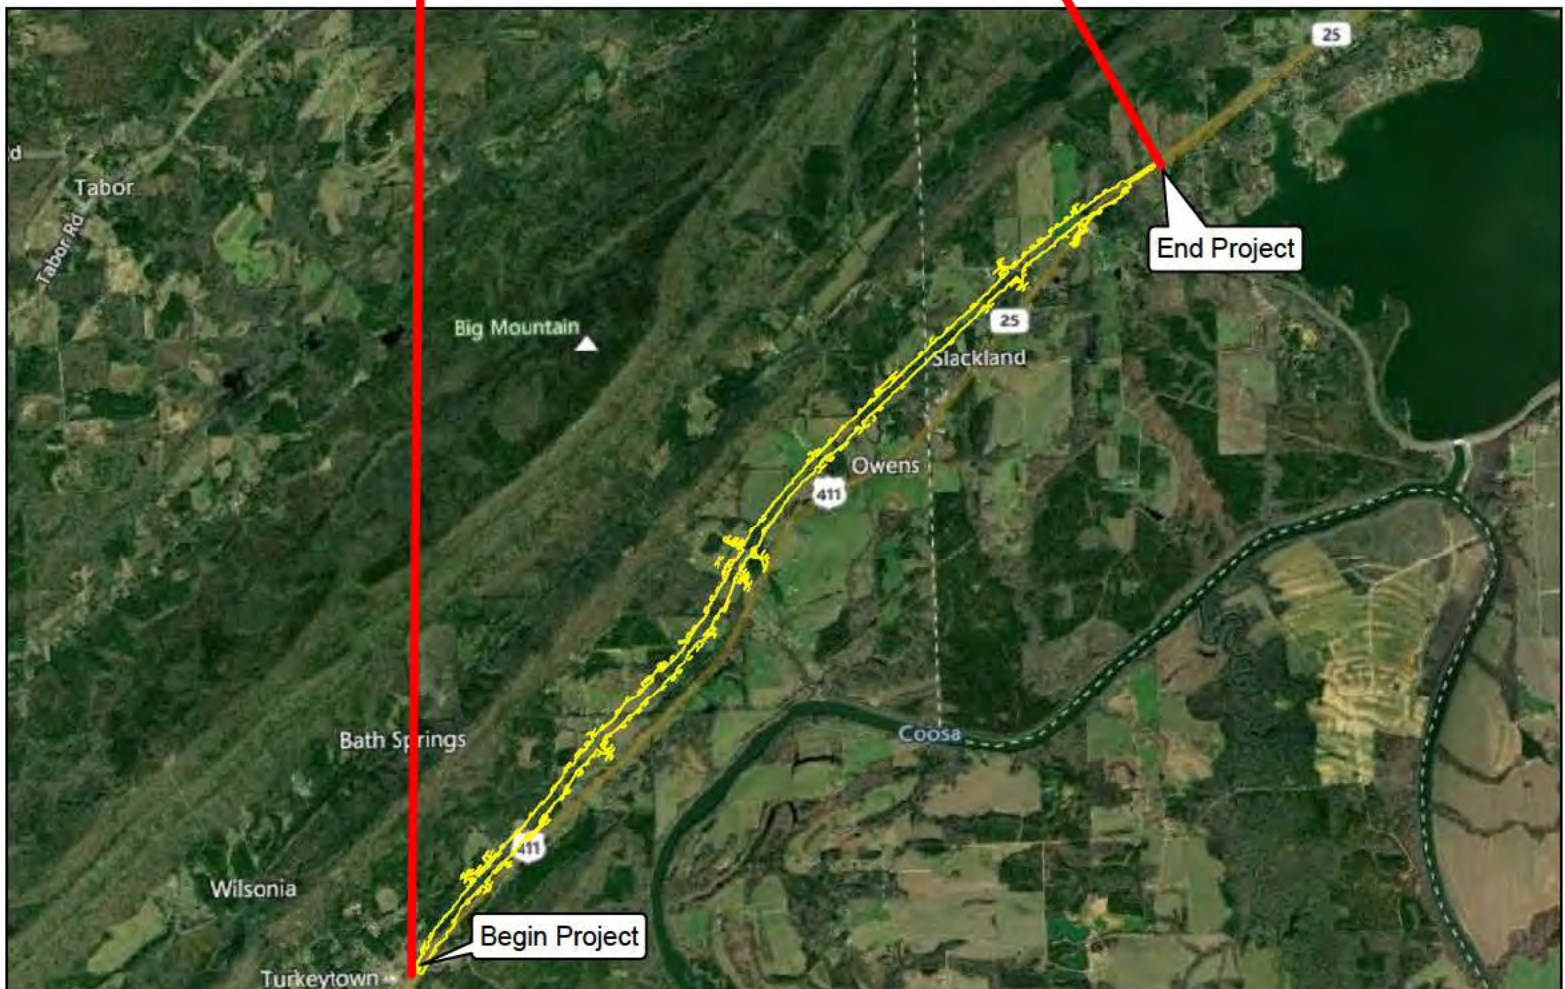 25
d
Tabor
Tabor Rd
End Project
Big Mountain
25
Slackland
Owens
411
Coosa
Bath Springs
411
Wilsonia
Begin Project
Turkeytown